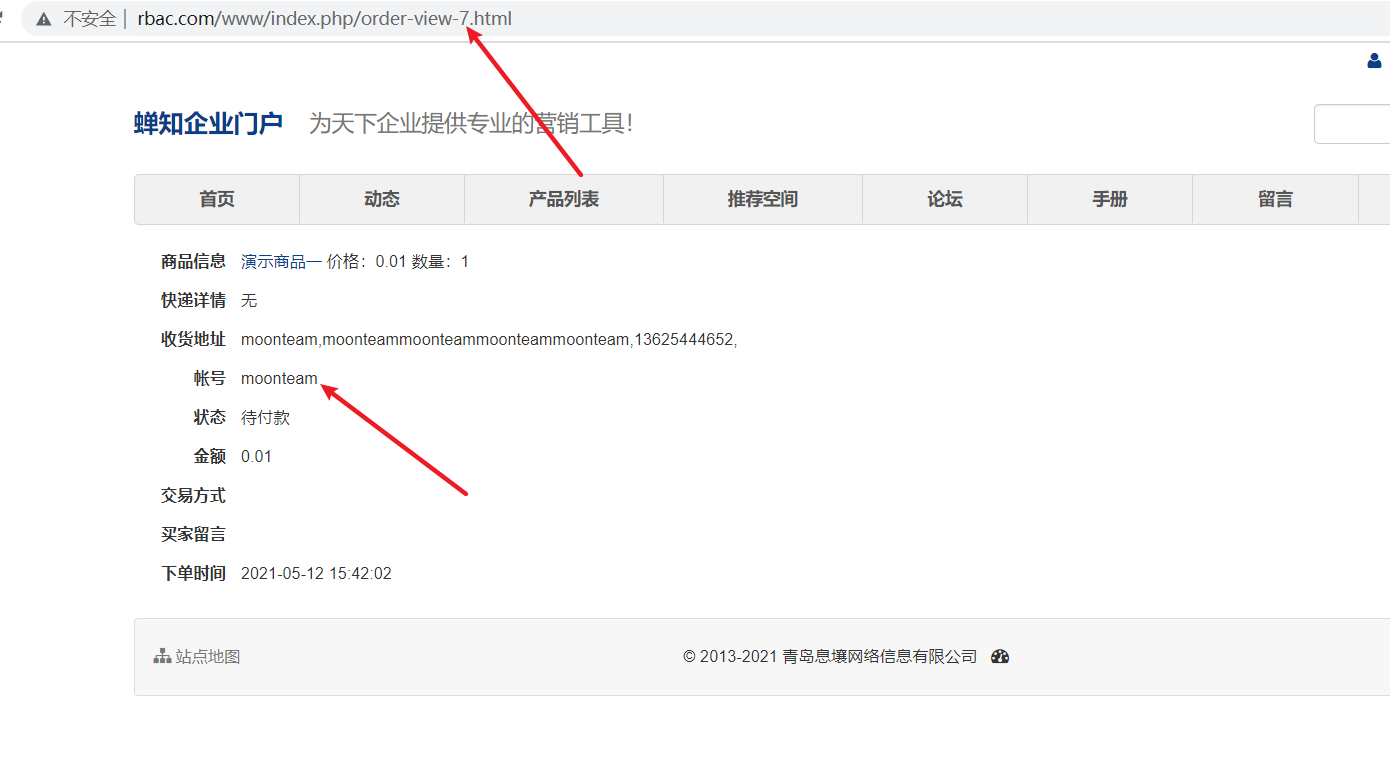 不安全 | rbac.com/www/index.php/order-view-7.html
蝉知企业门户 为天下企业提供专业的营销工具!
首页 动态 产品列表 推荐空间 论坛 手册 留言
商品信息 演示商品一 价格：0.01 数量：1
快递详情 无
收货地址 moonteam,moonteammoonteammoonteammoonteam,13625444652,
帐号 moonteam
状态 待付款
金额 0.01
交易方式
买家留言
下单时间 2021-05-12 15:42:02
站点地图 © 2013-2021 青岛息壤网络信息有限公司